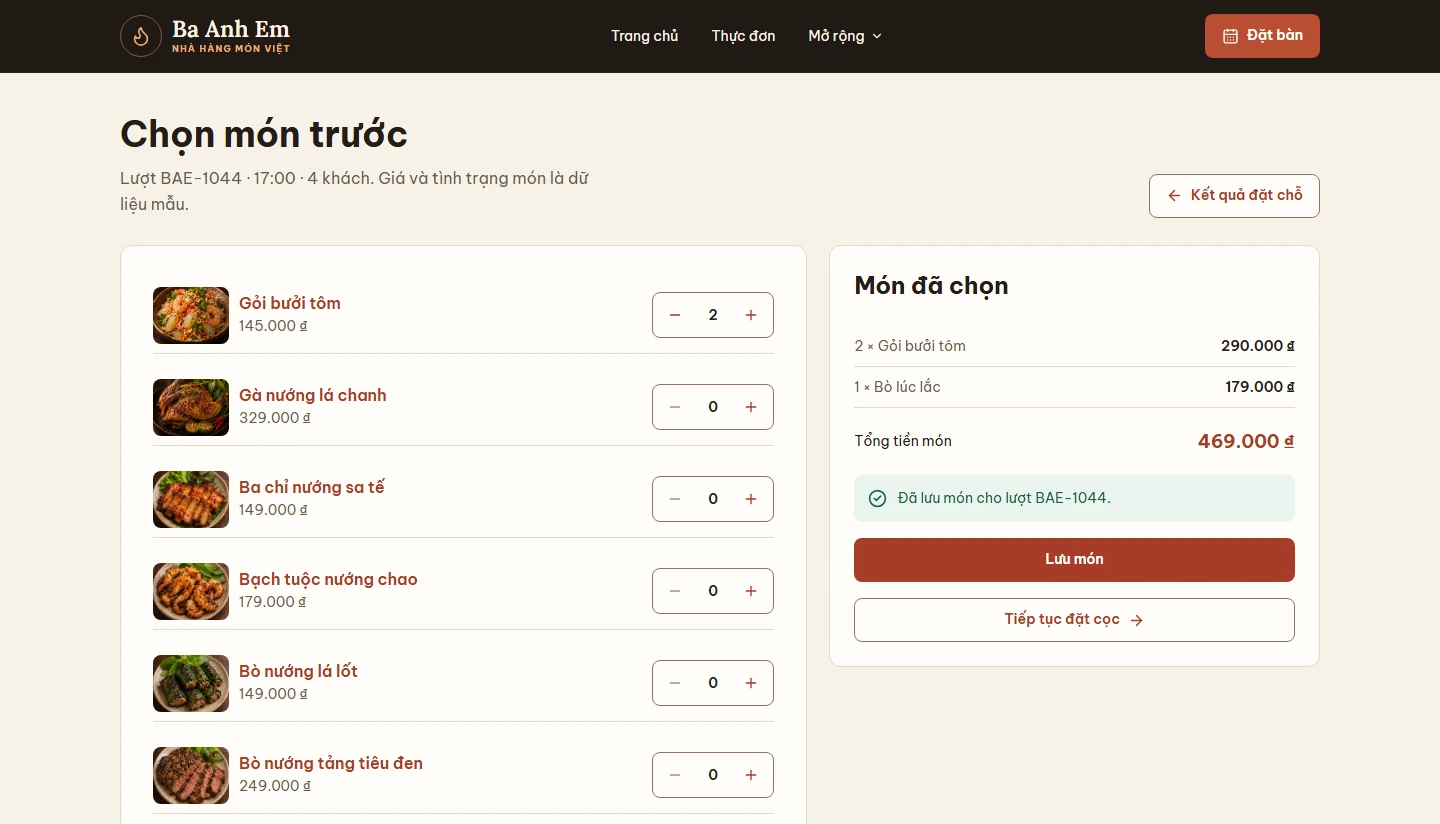 Ba Anh Em
NHÀ HÀNG MÓN VIỆT
Trang chủ
Thực đơn
Mở rộng
Đặt bàn
Chọn món trước
Lượt BAE-1044 · 17:00 · 4 khách. Giá và tình trạng món là dữ
liệu mẫu.
Kết quả đặt chỗ
Gỏi bưởi tôm
145.000 ₫
2
Gà nướng lá chanh
329.000 ₫
0
Ba chỉ nướng sa tế
149.000 ₫
0
Bạch tuộc nướng chao
179.000 ₫
0
Bò nướng lá lốt
149.000 ₫
0
Bò nướng tảng tiêu đen
249.000 ₫
0
Món đã chọn
2 × Gỏi bưởi tôm 290.000 ₫
1 × Bò lúc lắc 179.000 ₫
Tổng tiền món 469.000 ₫
Đã lưu món cho lượt BAE-1044.
Lưu món
Tiếp tục đặt cọc